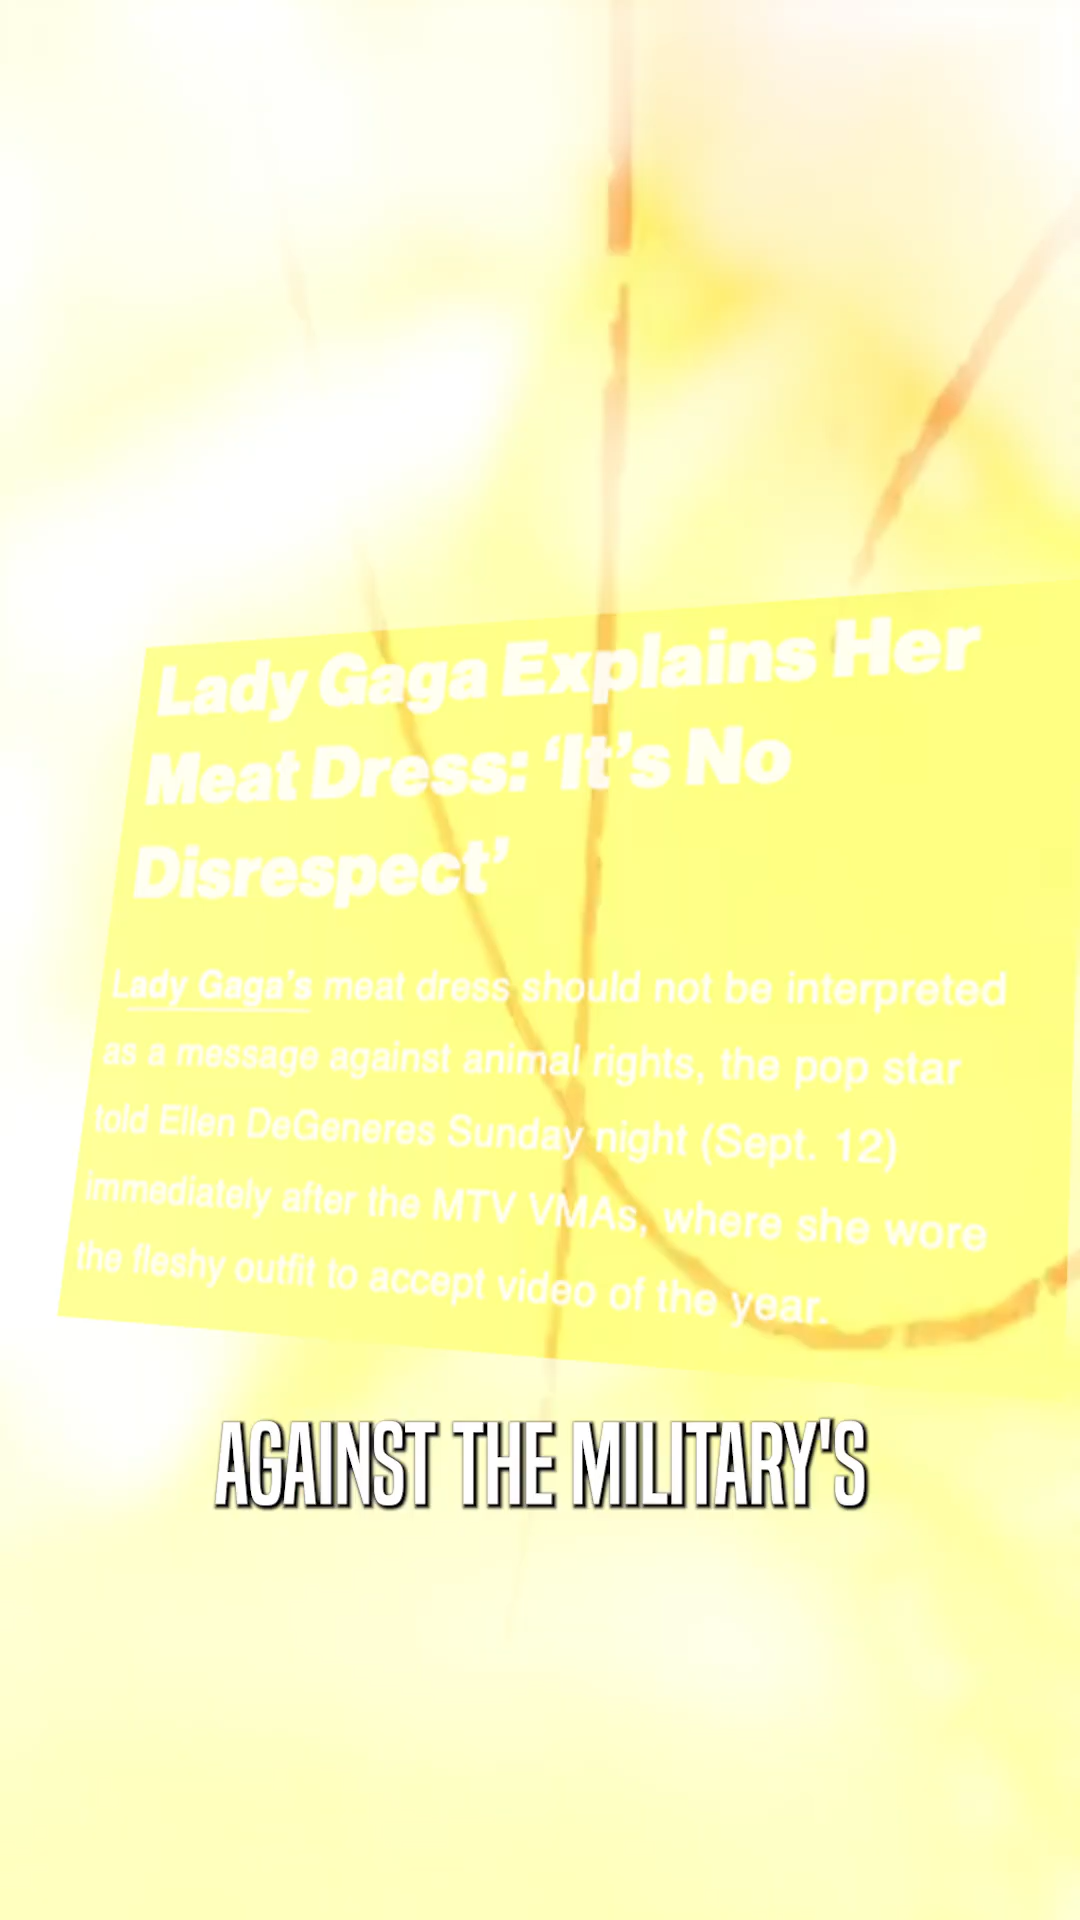 Lady Gaga Explains Her
Meat Dress: ‘It’s No
Disrespect’
Lady Gaga’s meat dress should not be interpreted
as a message against animal rights, the pop star
told Ellen DeGeneres Sunday night (Sept. 12)
immediately after the MTV VMAs, where she wore
the fleshy outfit to accept video of the year.
AGAINST THE MILITARY'S